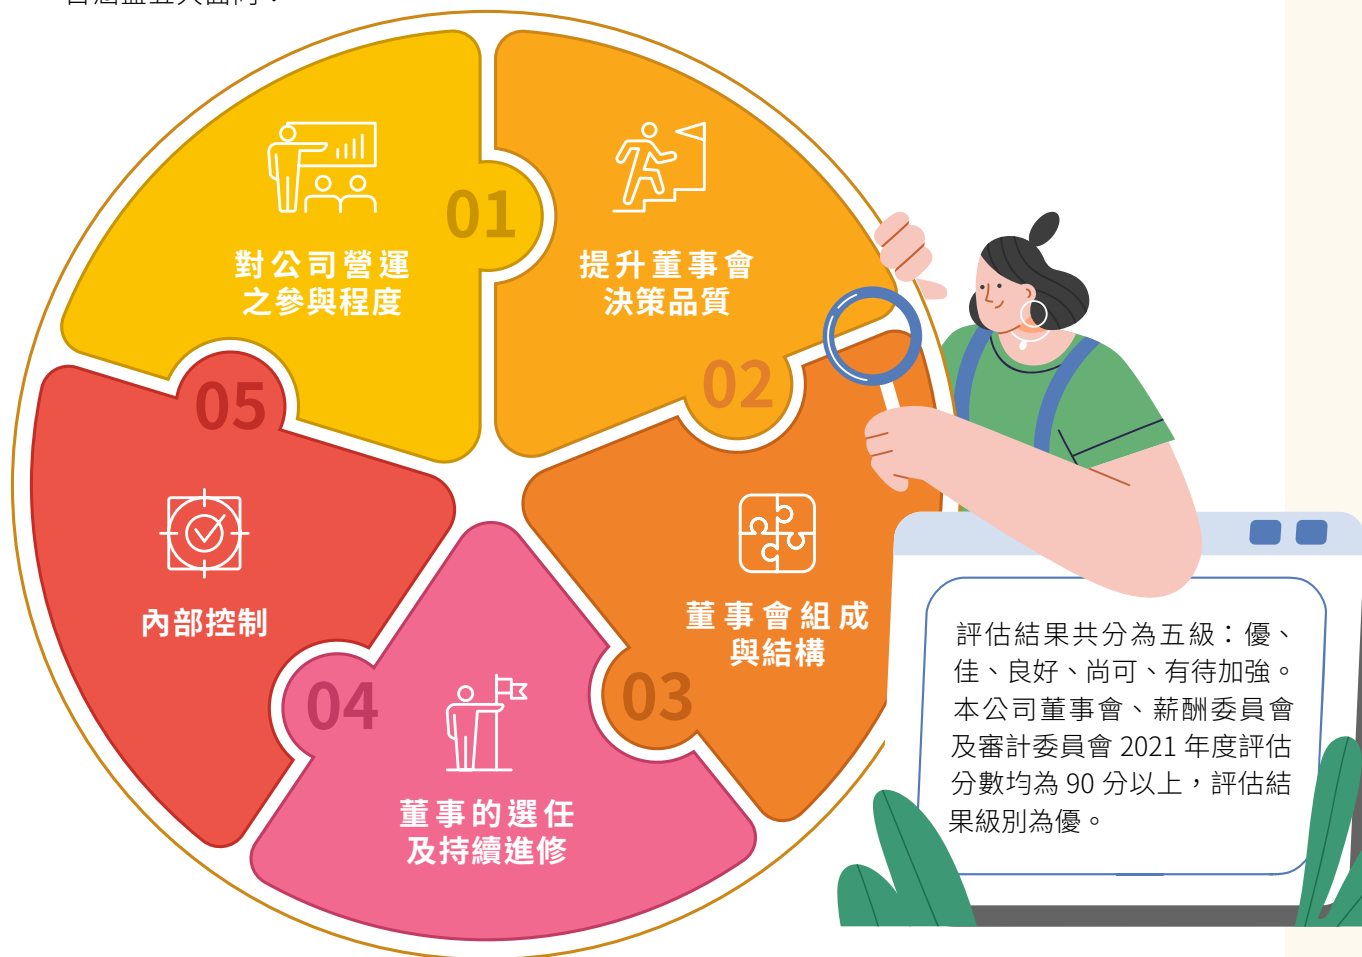 01
對公司營運
之參與程度
02
提升董事會
決策品質
03
董事會組成
與結構
04
董事的選任
及持續進修
05
內部控制
評估結果共分為五級：優、
佳、良好、尚可、有待加強。
本公司董事會、薪酬委員會
及審計委員會 2021 年度評估
分數均為 90 分以上，評估結
果級別為優。